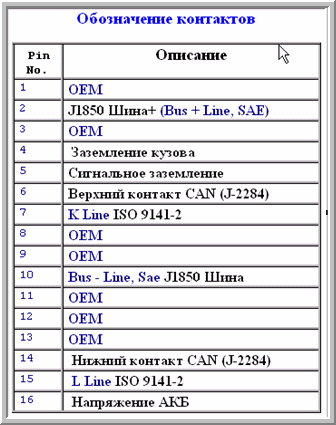 Обозначение контактов
Pin No. Описание
1 OEM
2 J1850 Шина+ (Bus + Line, SAE)
3 OEM
4 Заземление кузова
5 Сигнальное заземление
6 Верхний контакт CAN (J-2284)
7 K Line ISO 9141-2
8 OEM
9 OEM
10 Bus - Line, Sae J1850 Шина
11 OEM
12 OEM
13 OEM
14 Нижний контакт CAN (J-2284)
15 L Line ISO 9141-2
16 Напряжение АКБ